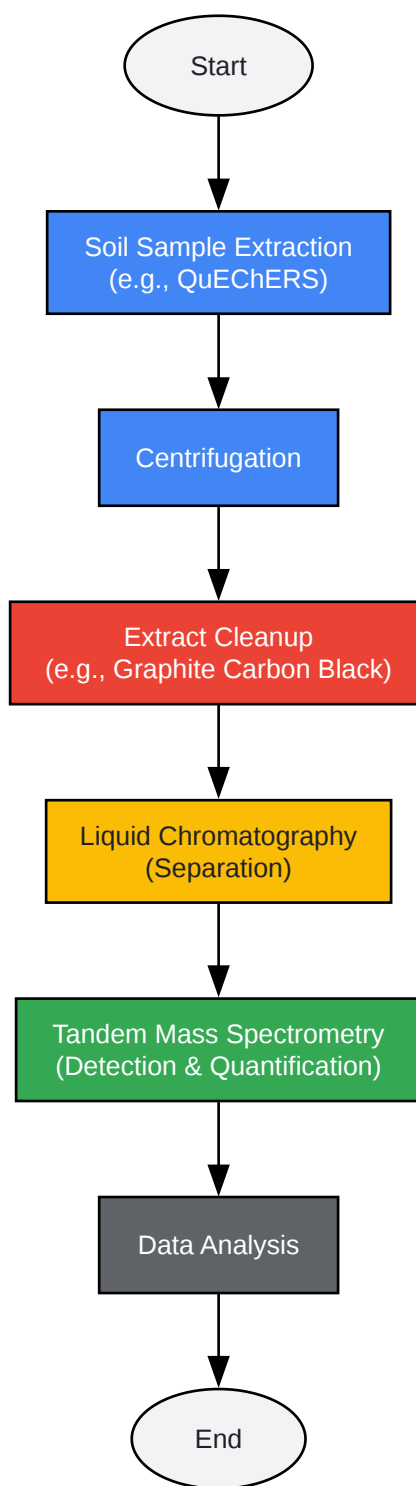 Start
Soil Sample Extraction
(e.g., QuEChERS)
Centrifugation
Extract Cleanup
(e.g., Graphite Carbon Black)
Liquid Chromatography
(Separation)
Tandem Mass Spectrometry
(Detection & Quantification)
Data Analysis
End